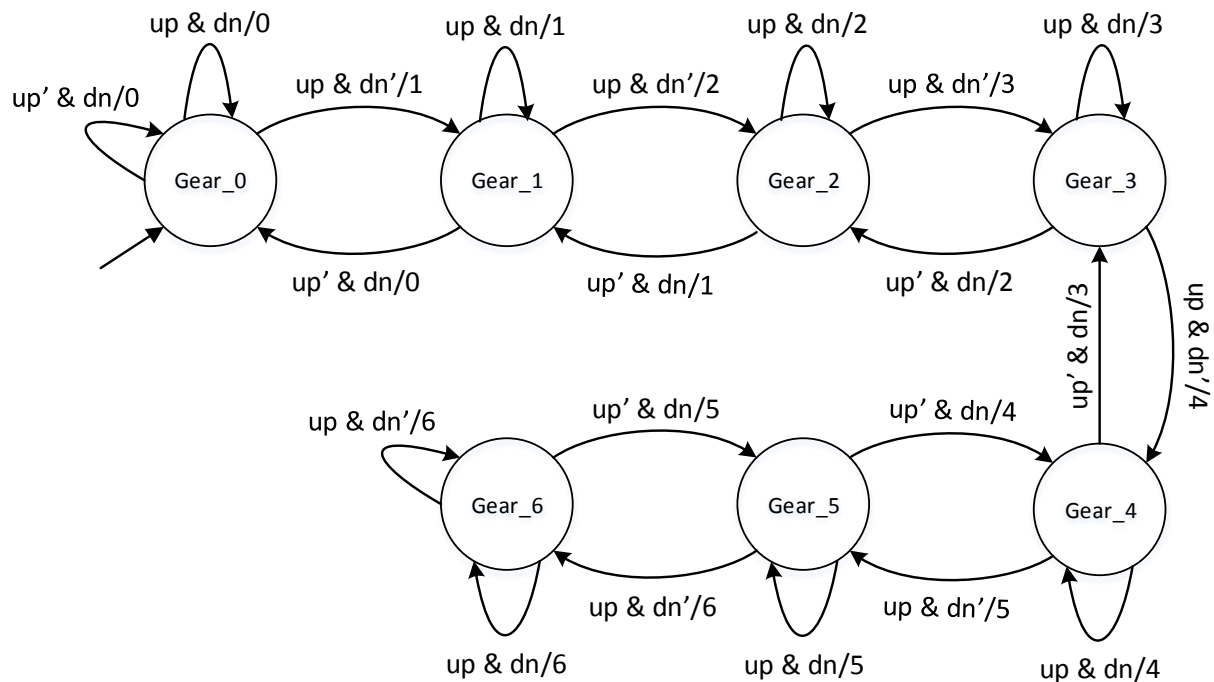 up & dn/0
up & dn/1
up & dn/2
up & dn/3
up’ & dn/0
up & dn’/1
up & dn’/2
up & dn’/3
Gear_0
Gear_1
Gear_2
Gear_3
up’ & dn/0
up’ & dn/1
up’ & dn/2
up’ & dn/3
up & dn’/4
up & dn’/6
up’ & dn/5
up’ & dn/4
Gear_6
Gear_5
Gear_4
up & dn’/6
up & dn’/5
up & dn/6
up & dn/5
up & dn/4